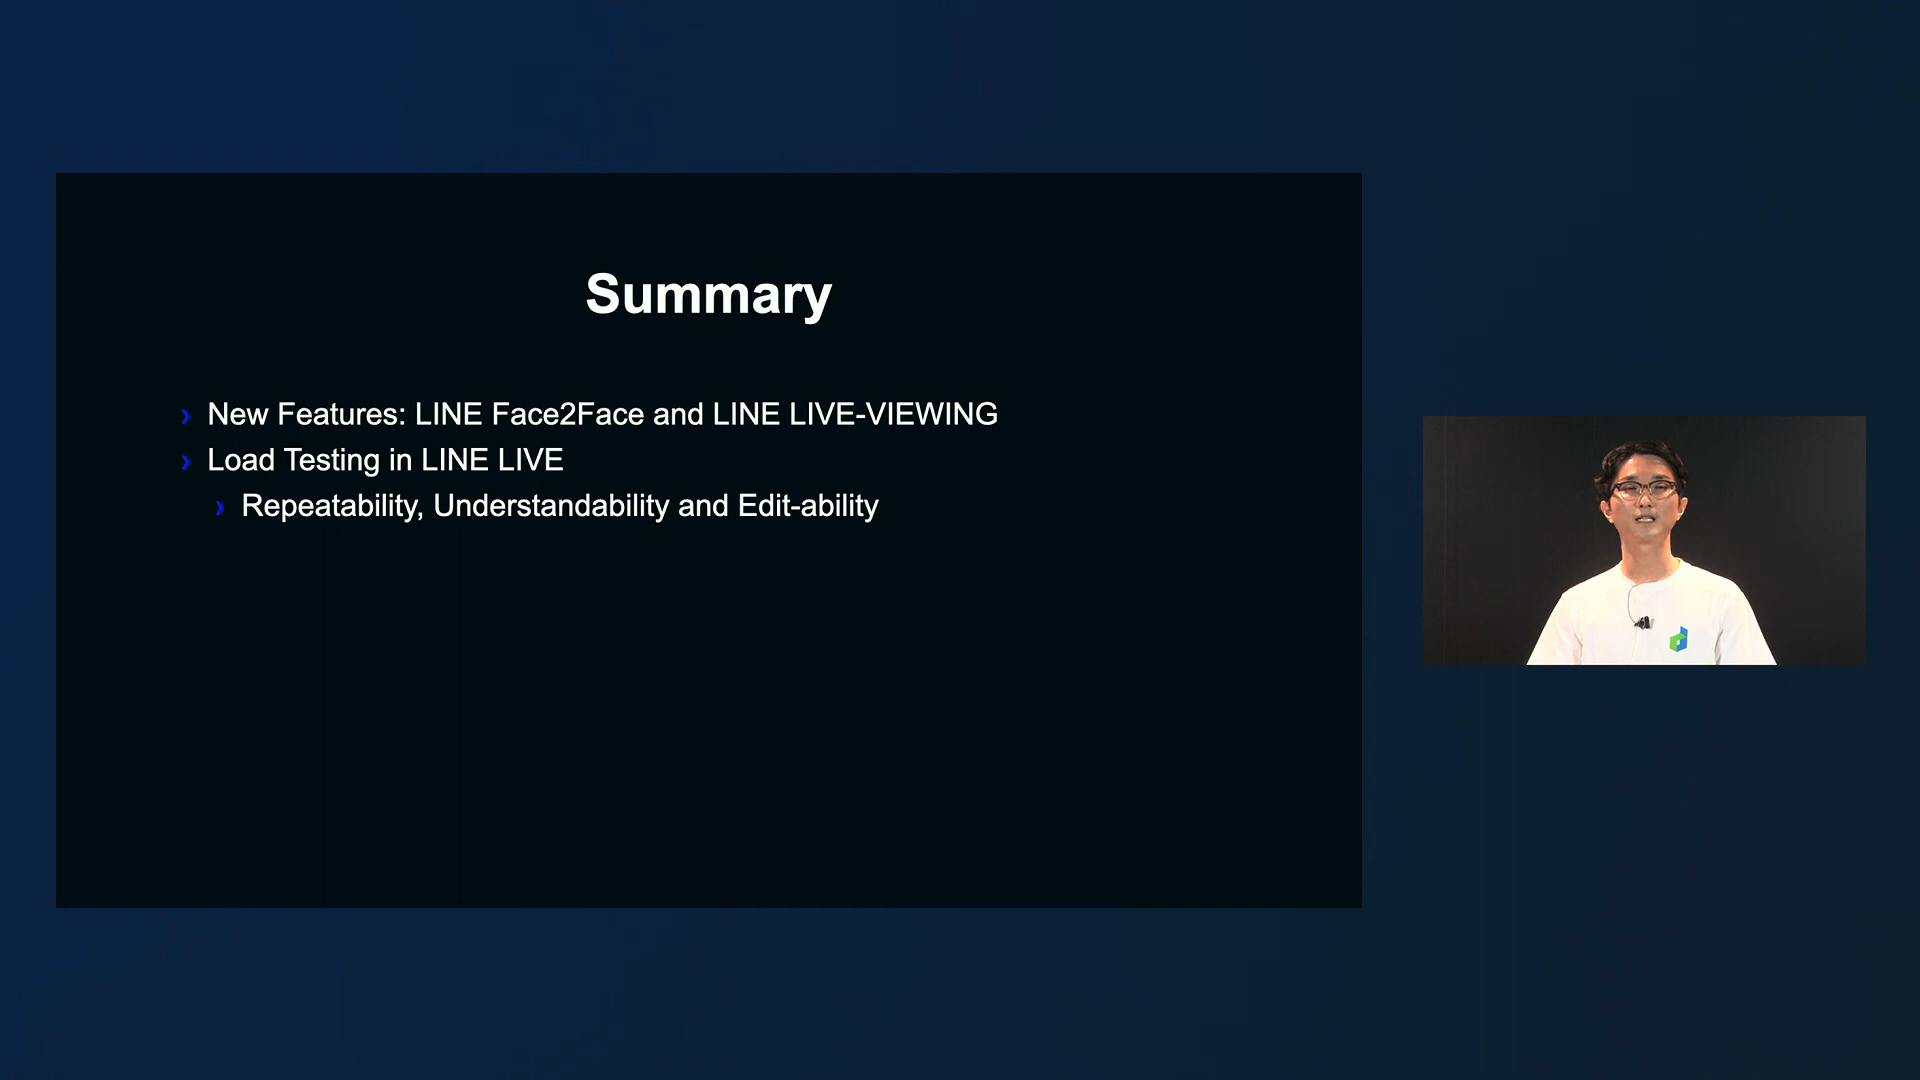 Summary
› New Features: LINE Face2Face and LINE LIVE-VIEWING
› Load Testing in LINE LIVE
› Repeatability, Understandability and Edit-ability